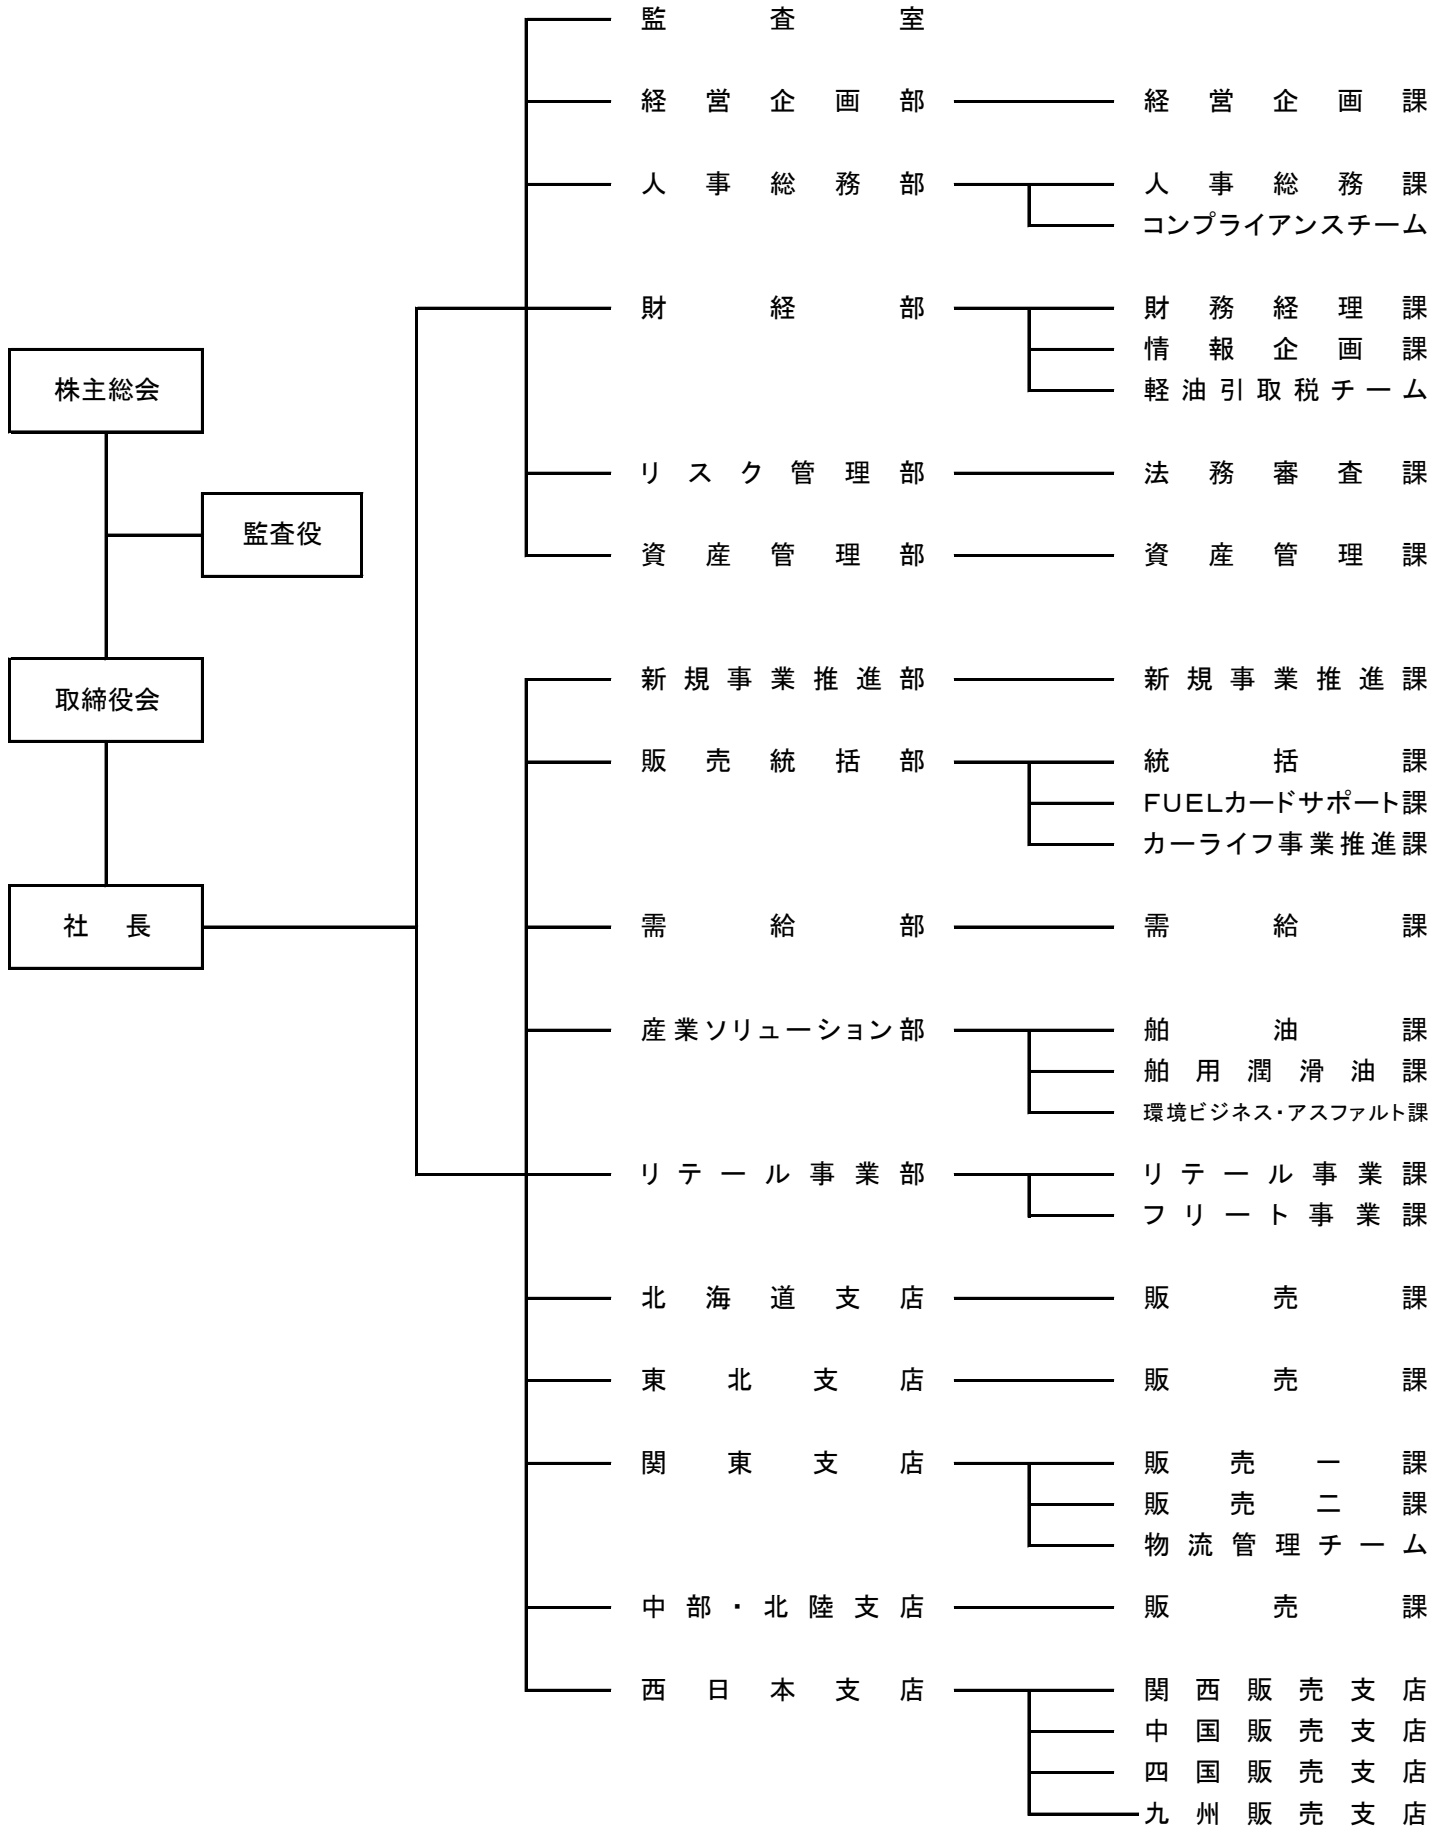 株主総会
監査役
取締役会
社長
監査室
経営企画部 経営企画課
人事総務部 人事総務課
コンプライアンスチーム
財経部 財務経理課
情報企画課
軽油引取税チーム
リスク管理部 法務審査課
資産管理部 資産管理課
新規事業推進部 新規事業推進課
販売統括部 統括課
FUELカードサポート課
カーライフ事業推進課
需給部 需給課
産業ソリューション部 舶油課
舶用潤滑油課
環境ビジネス・アスファルト課
リテール事業部 リテール事業課
フリート事業課
北海道支店 販売課
東北支店 販売課
関東支店 販売一課
販売二課
物流管理チーム
中部・北陸支店 販売課
西日本支店 関西販売支店
中国販売支店
四国販売支店
九州販売支店